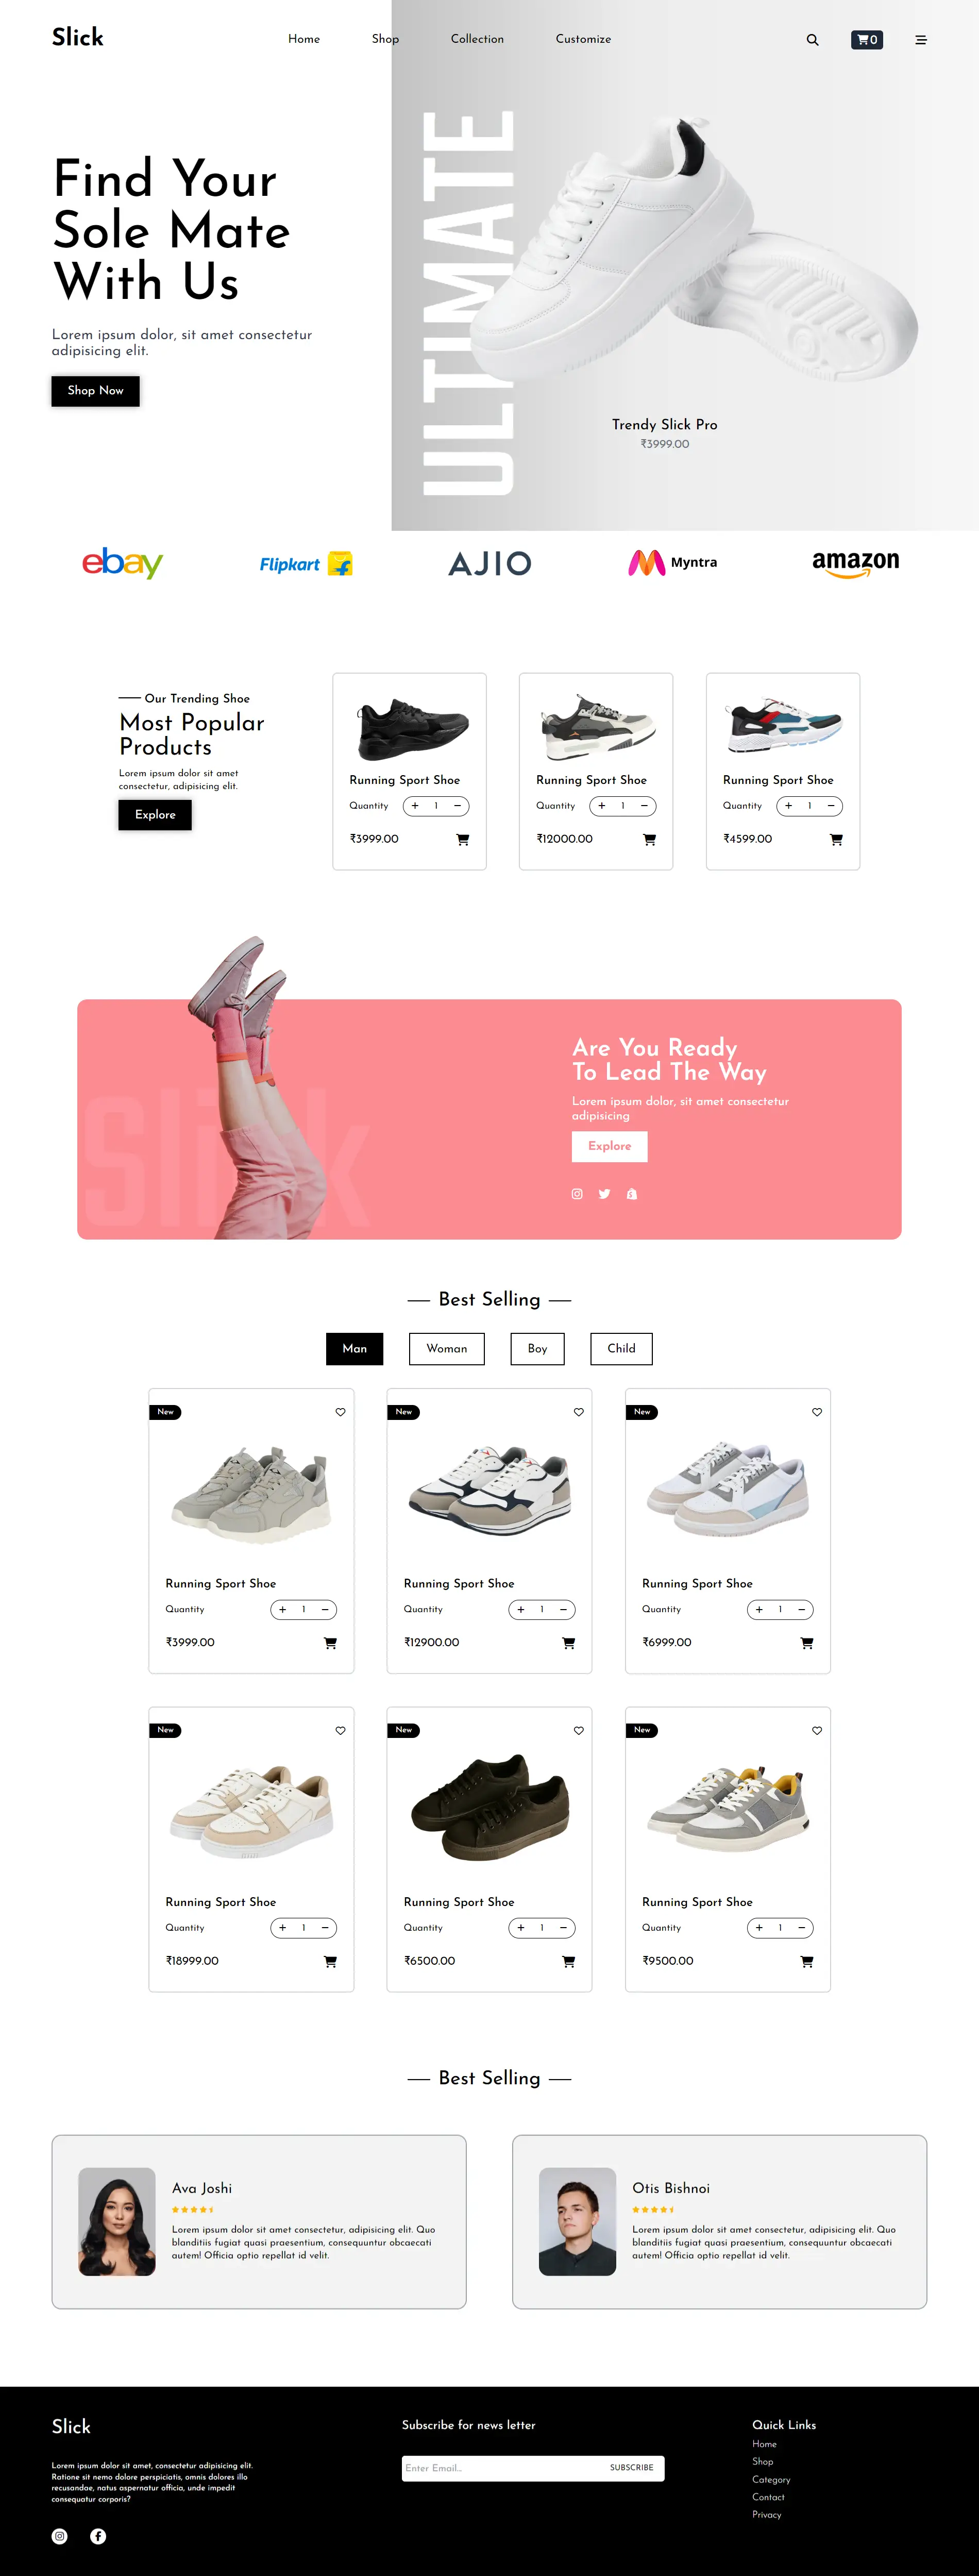 Slick
Home Shop Collection Customize
0
Find Your
Sole Mate
With Us
Lorem ipsum dolor, sit amet consectetur
adipisicing elit.
Shop Now
ULTIMATE
Trendy Slick Pro
₹3999.00
ebay Flipkart AJIO Myntra amazon
Our Trending Shoe
Most Popular
Products
Lorem ipsum dolor sit amet
consectetur, adipisicing elit.
Explore
Running Sport Shoe
Quantity + 1 −
₹3999.00
Running Sport Shoe
Quantity + 1 −
₹12000.00
Running Sport Shoe
Quantity + 1 −
₹4599.00
Slick
Are You Ready
To Lead The Way
Lorem ipsum dolor, sit amet consectetur
adipisicing
Explore
Best Selling
Man Woman Boy Child
New
Running Sport Shoe
Quantity + 1 −
₹3999.00
New
Running Sport Shoe
Quantity + 1 −
₹12900.00
New
Running Sport Shoe
Quantity + 1 −
₹6999.00
New
Running Sport Shoe
Quantity + 1 −
₹18999.00
New
Running Sport Shoe
Quantity + 1 −
₹6500.00
New
Running Sport Shoe
Quantity + 1 −
₹9500.00
Best Selling
Ava Joshi
Lorem ipsum dolor sit amet consectetur, adipisicing elit. Quo
blanditiis fugiat quasi praesentium, consequuntur obcaecati
autem! Officia optio repellat id velit.
Otis Bishnoi
Lorem ipsum dolor sit amet consectetur, adipisicing elit. Quo
blanditiis fugiat quasi praesentium, consequuntur obcaecati
autem! Officia optio repellat id velit.
Slick
Lorem ipsum dolor sit amet, consectetur adipisicing elit.
Ratione sit nemo dolore perspiciatis, omnis dolores illo
recusandae, natus aspernatur officia, unde impedit
consequatur corporis?
Subscribe for news letter
Enter Email... SUBSCRIBE
Quick Links
Home
Shop
Category
Contact
Privacy